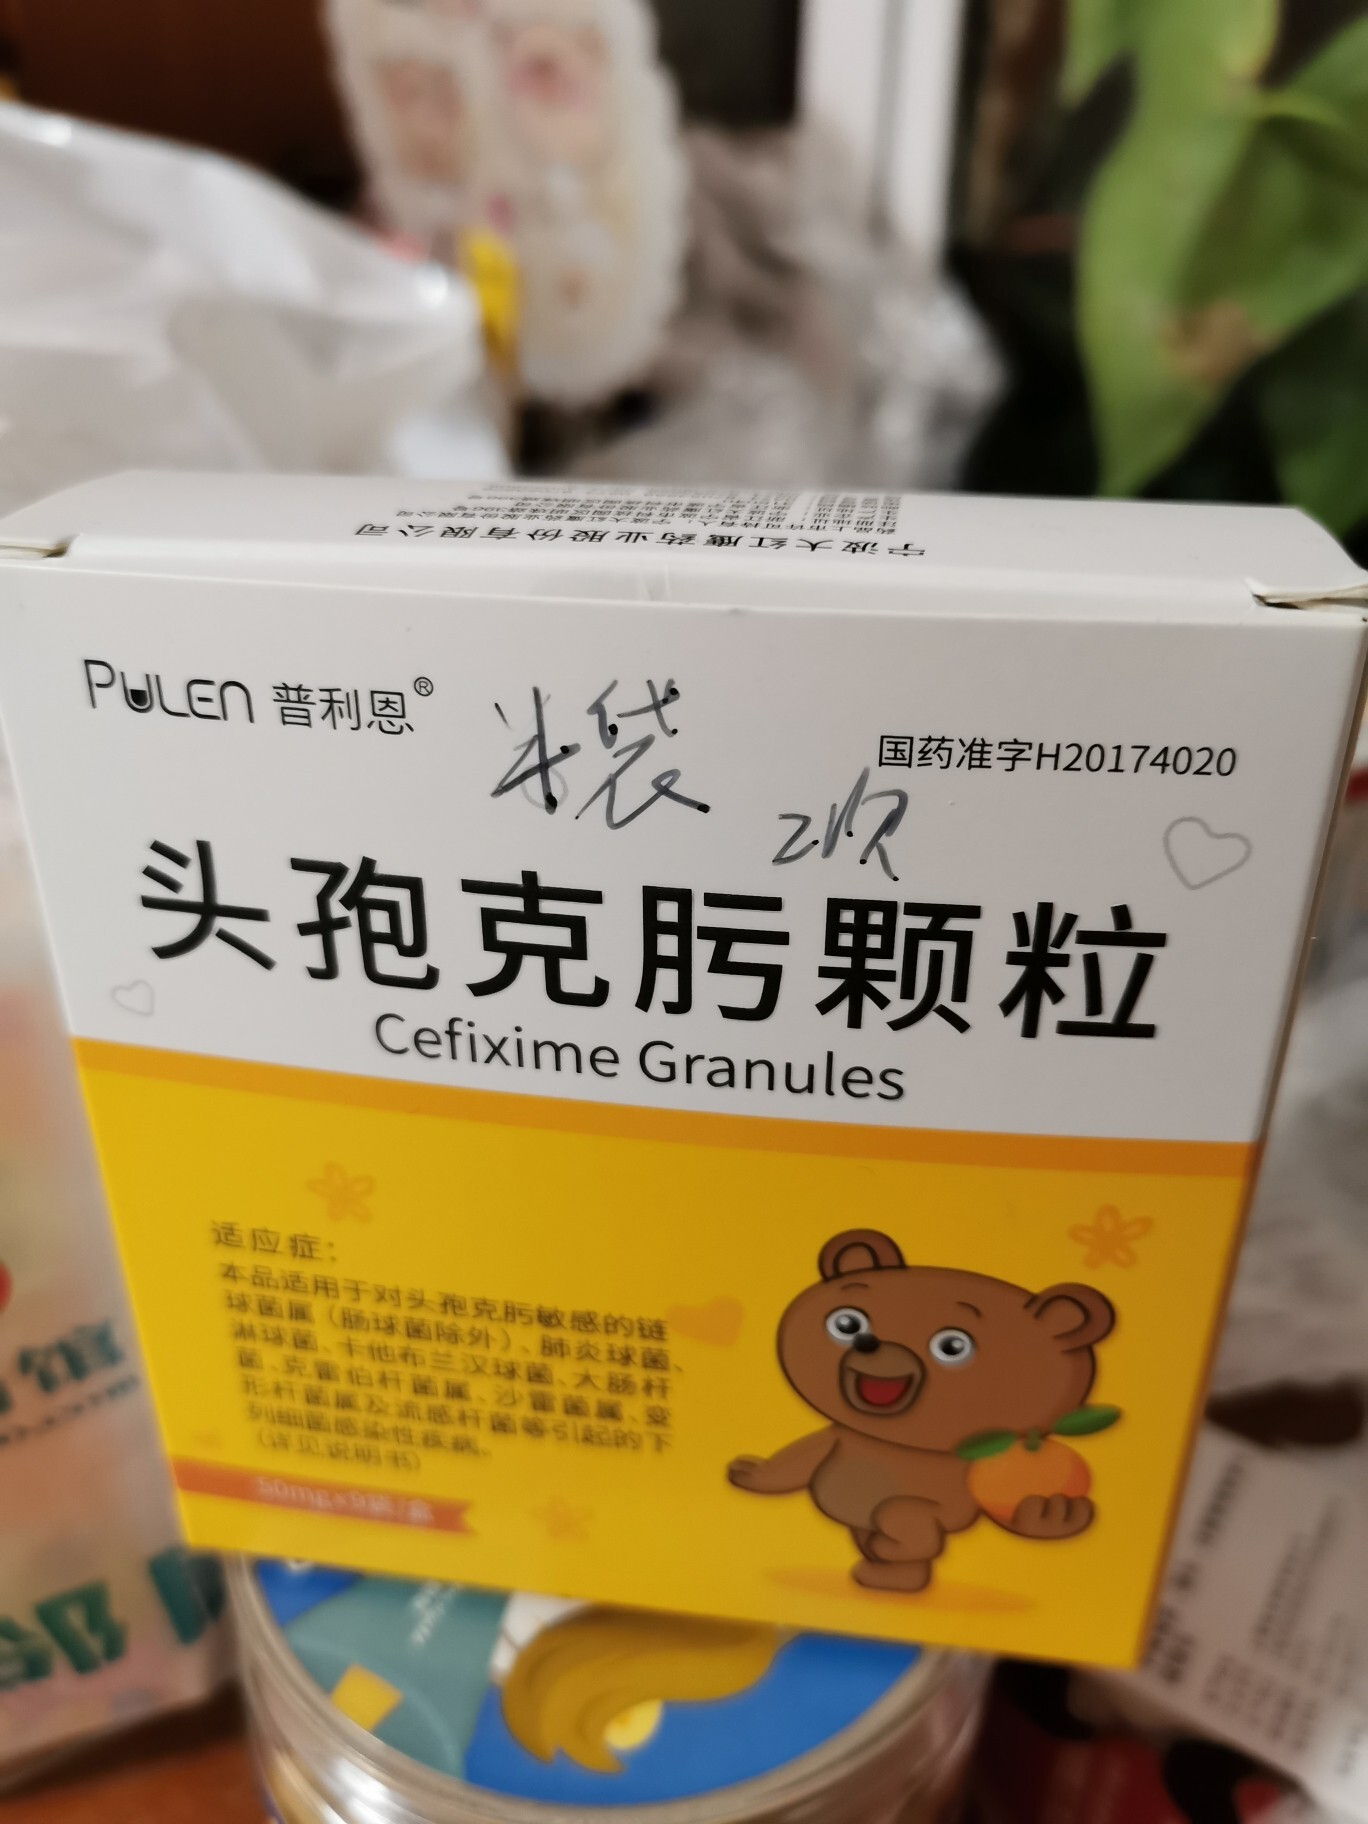 宁波大红鹰药业股份有限公司
PULEN 普利恩®
半袋
2次
国药准字H20174020
头孢克肟颗粒
Cefixime Granules
适应症：
本品适用于对头孢克肟敏感的链
球菌属（肠球菌除外）、肺炎球菌、
淋球菌、卡他布兰汉球菌、大肠杆
菌、克雷伯杆菌属、沙雷菌属、变
形杆菌属及流感杆菌等引起的下
列细菌感染性疾病。
（详见说明书）
50mg×9袋/盒